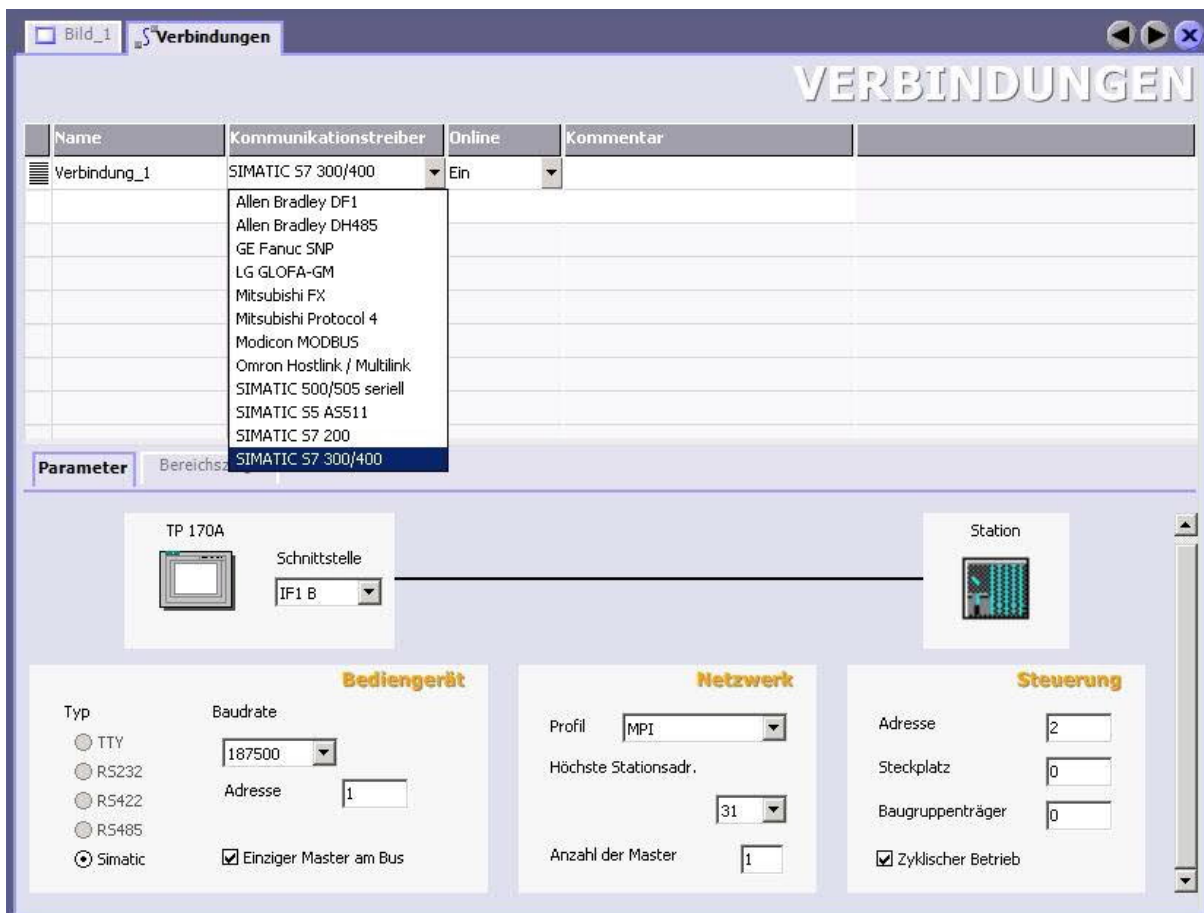 Bild_1
Verbindungen
VERBINDUNGEN
Name Kommunikationstreiber Online Kommentar
Verbindung_1 SIMATIC S7 300/400 Ein
Allen Bradley DF1
Allen Bradley DH485
GE Fanuc SNP
LG GLOFA-GM
Mitsubishi FX
Mitsubishi Protocol 4
Modicon MODBUS
Omron Hostlink / Multilink
SIMATIC 500/505 seriell
SIMATIC S5 AS511
SIMATIC S7 200
SIMATIC S7 300/400
Parameter
TP 170A
Schnittstelle
IF1 B
Station
Bediengerät
Typ
TTY
RS232
RS422
RS485
Simatic
Baudrate
187500
Adresse 1
Einziger Master am Bus
Netzwerk
Profil MPI
Höchste Stationsadr.
31
Anzahl der Master 1
Steuerung
Adresse 2
Steckplatz 0
Baugruppenträger 0
Zyklischer Betrieb